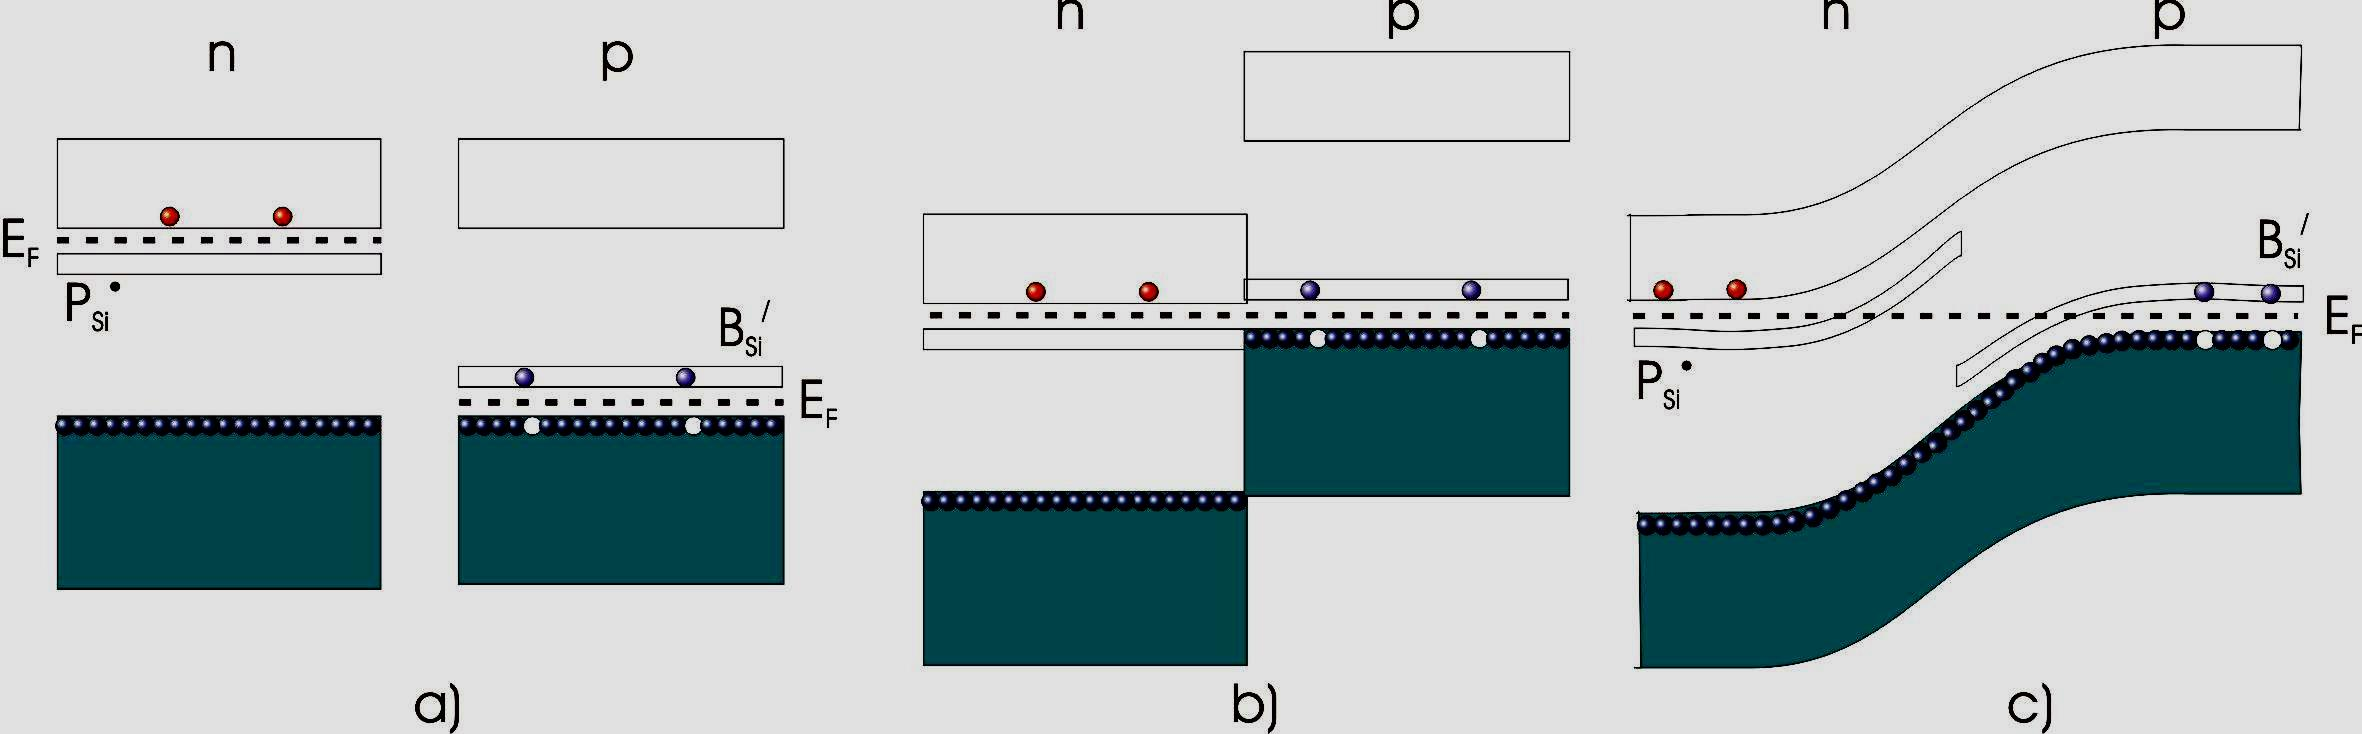 n
p
n
p
n
p
E_F
P_Si•
B_Si′
E_F
B_Si′
E_F
P_Si•
a)
b)
c)